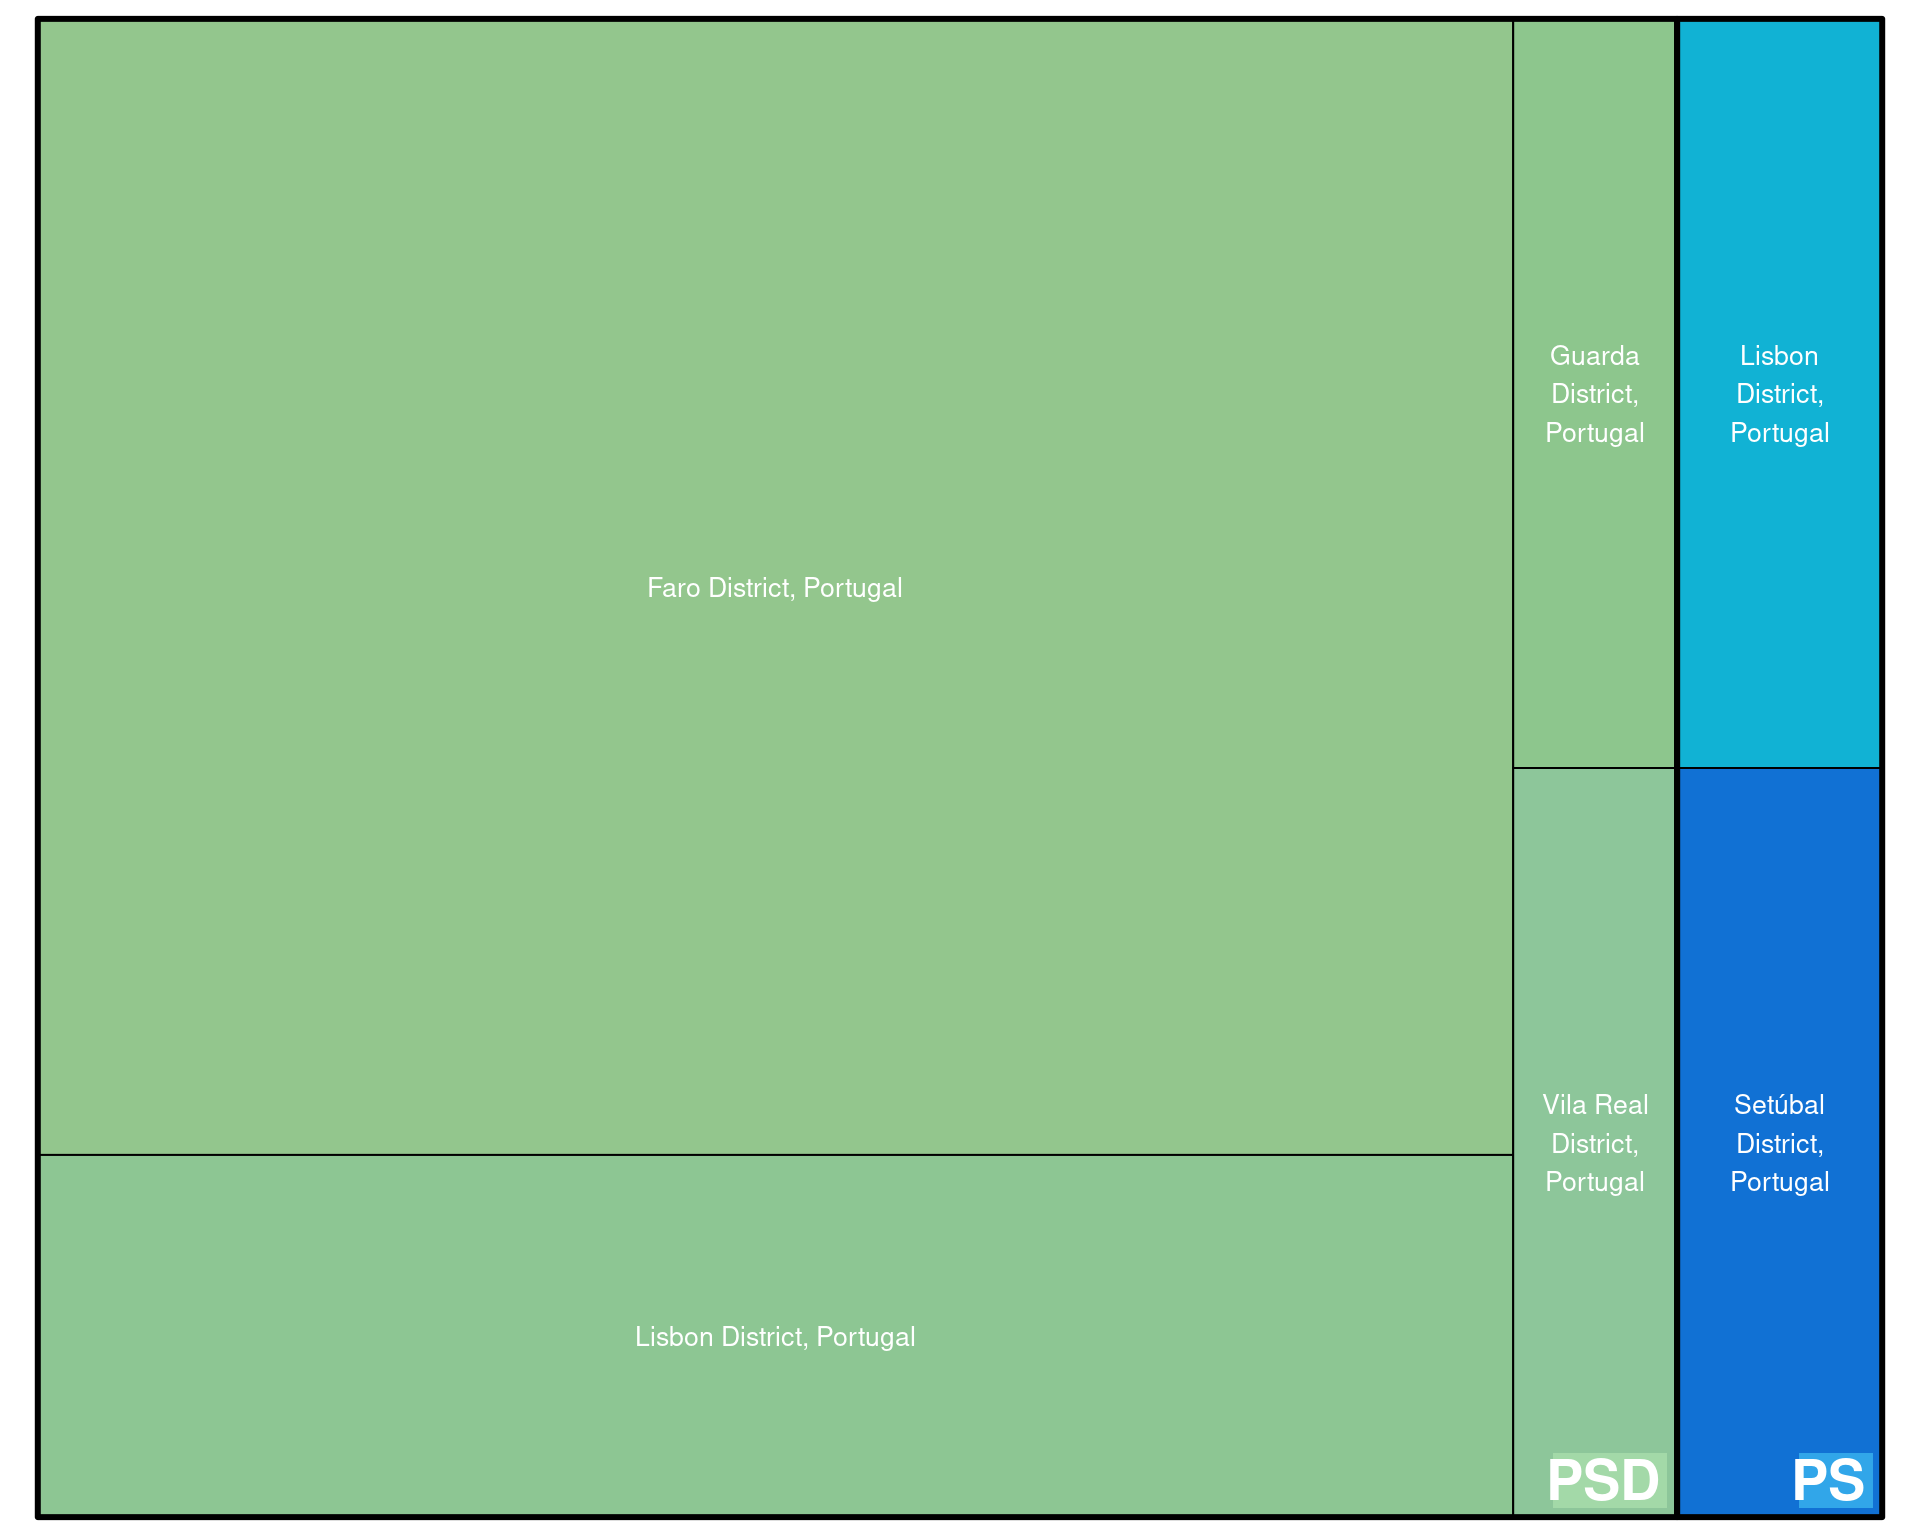 Faro District, Portugal
Lisbon District, Portugal
Guarda
District,
Portugal
Vila Real
District,
Portugal
PSD
Lisbon
District,
Portugal
Setúbal
District,
Portugal
PS